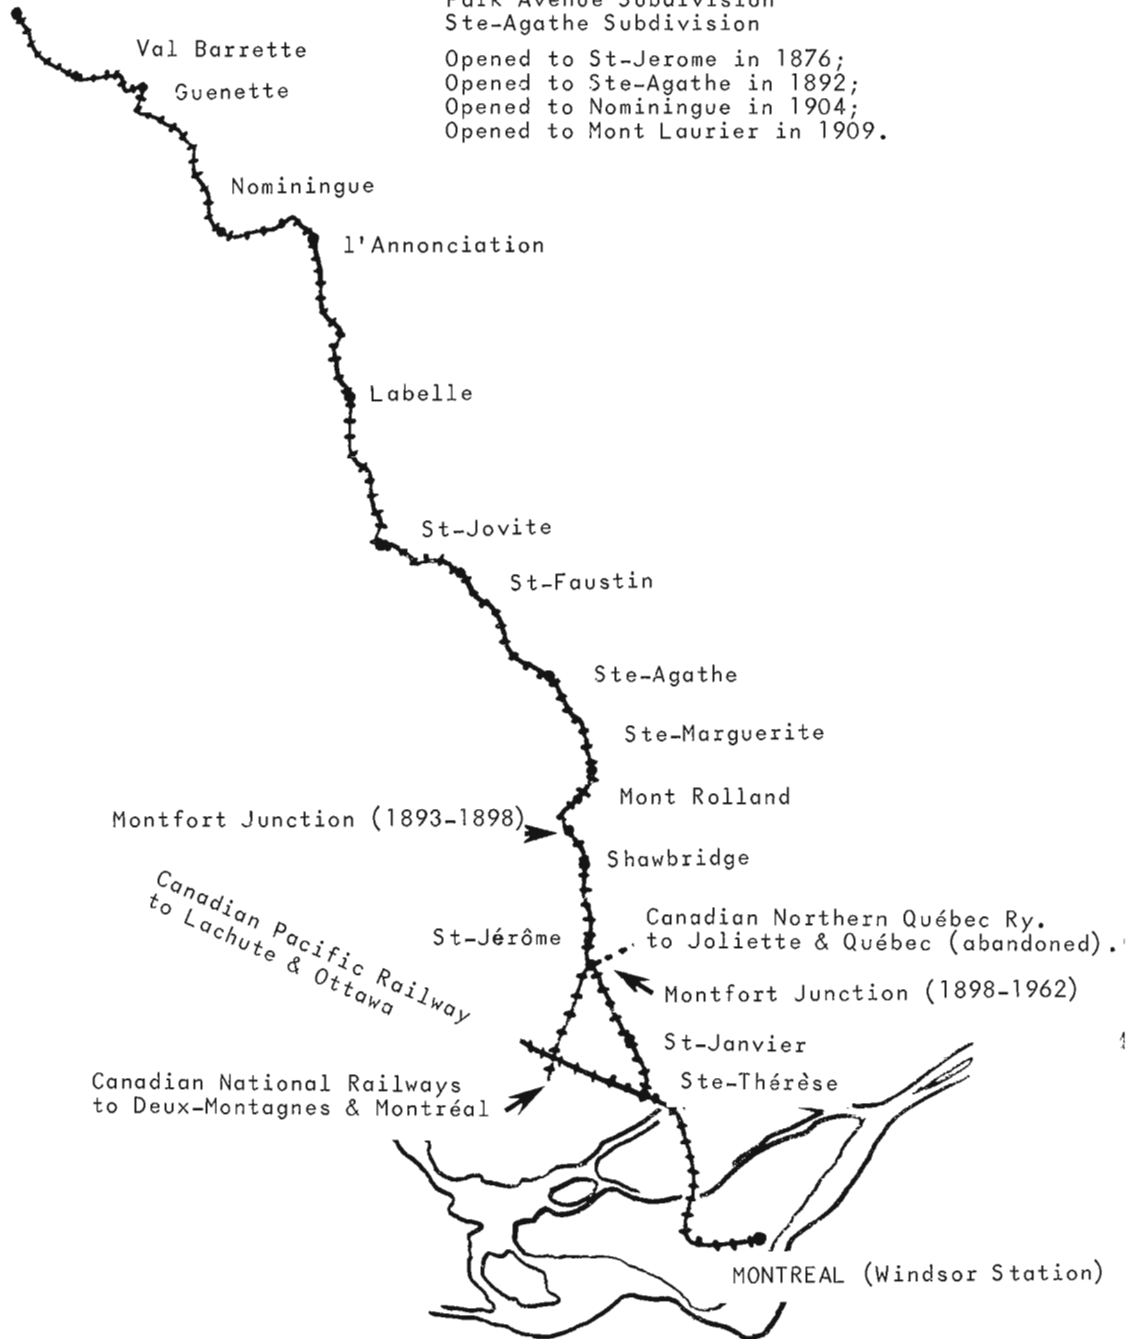 Park Avenue Subdivision
Ste-Agathe Subdivision
Opened to St-Jerome in 1876;
Opened to Ste-Agathe in 1892;
Opened to Nominingue in 1904;
Opened to Mont Laurier in 1909.
Val Barrette
Guenette
Nominingue
l'Annonciation
Labelle
St-Jovite
St-Faustin
Ste-Agathe
Ste-Marguerite
Mont Rolland
Montfort Junction (1893-1898)
Shawbridge
Canadian Pacific Railway
to Lachute & Ottawa
St-Jérôme
Canadian Northern Québec Ry.
to Joliette & Québec (abandoned).
Montfort Junction (1898-1962)
St-Janvier
Ste-Thérèse
Canadian National Railways
to Deux-Montagnes & Montréal
MONTREAL (Windsor Station)